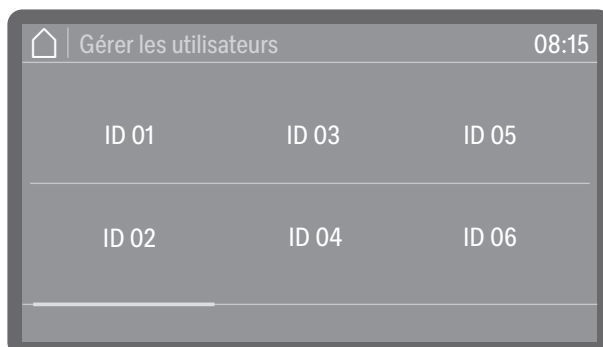 Gérer les utilisateurs 08:15
ID 01 ID 03 ID 05
ID 02 ID 04 ID 06